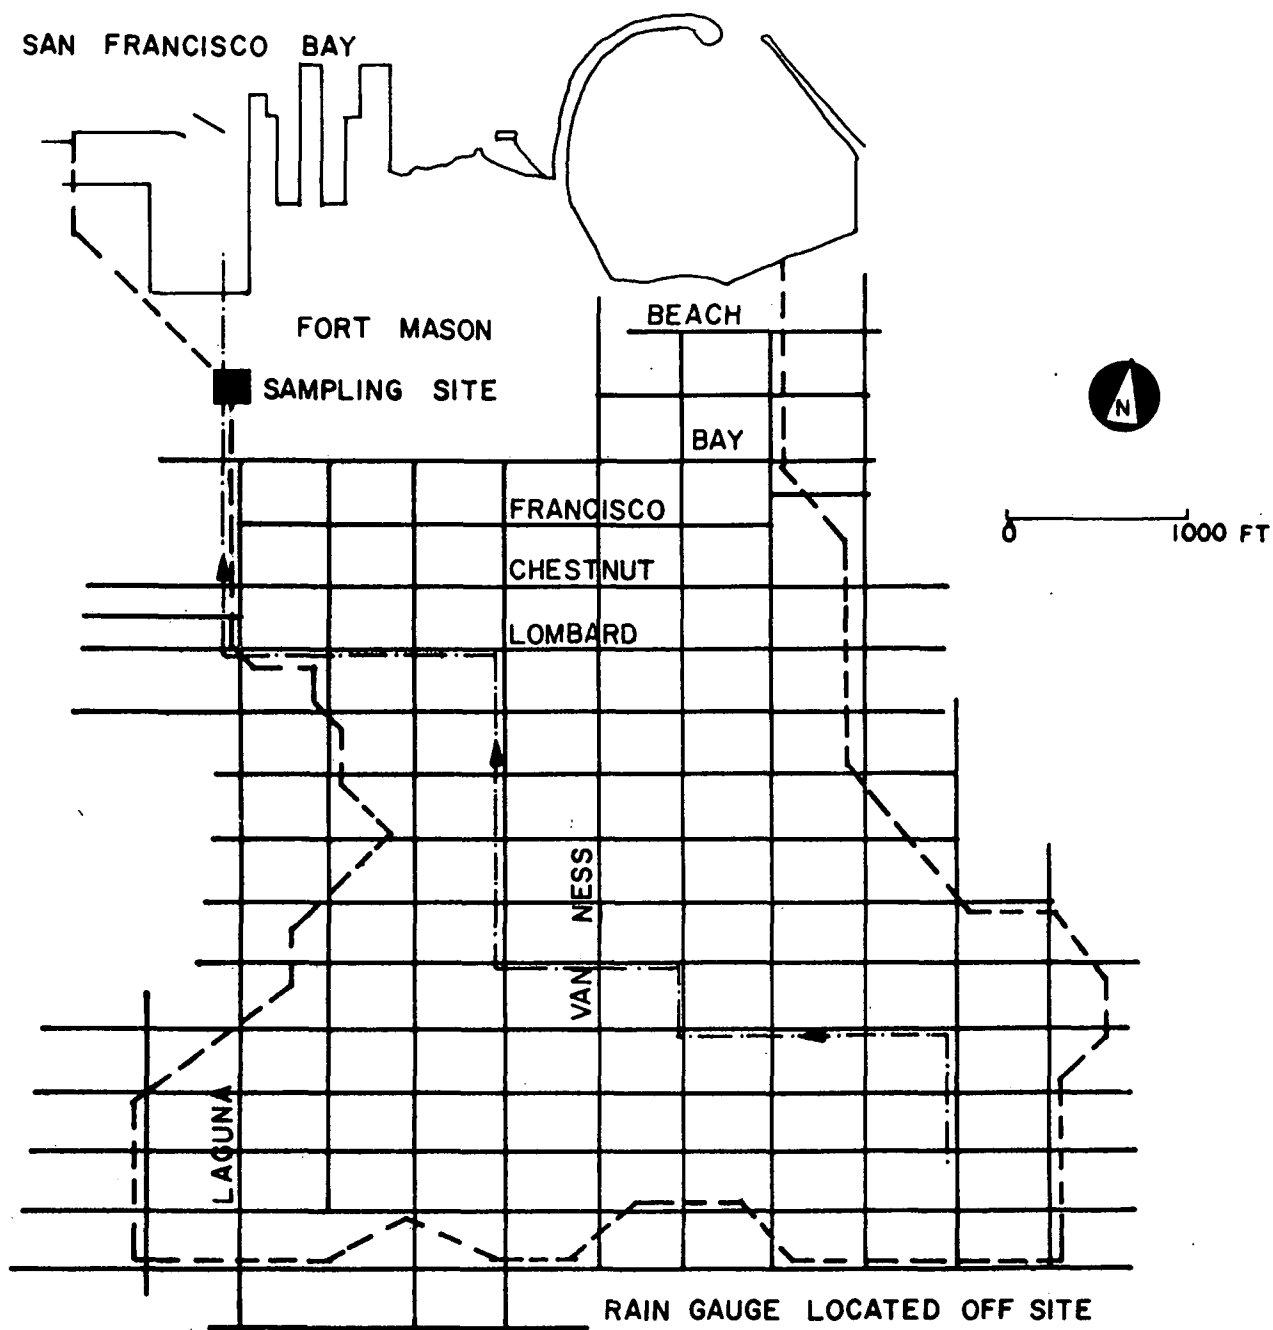 SAN FRANCISCO BAY
BEACH
FORT MASON
SAMPLING SITE
N
BAY
FRANCISCO
0 1000 FT
CHESTNUT
LOMBARD
VAN NESS
LAGUNA
RAIN GAUGE LOCATED OFF SITE